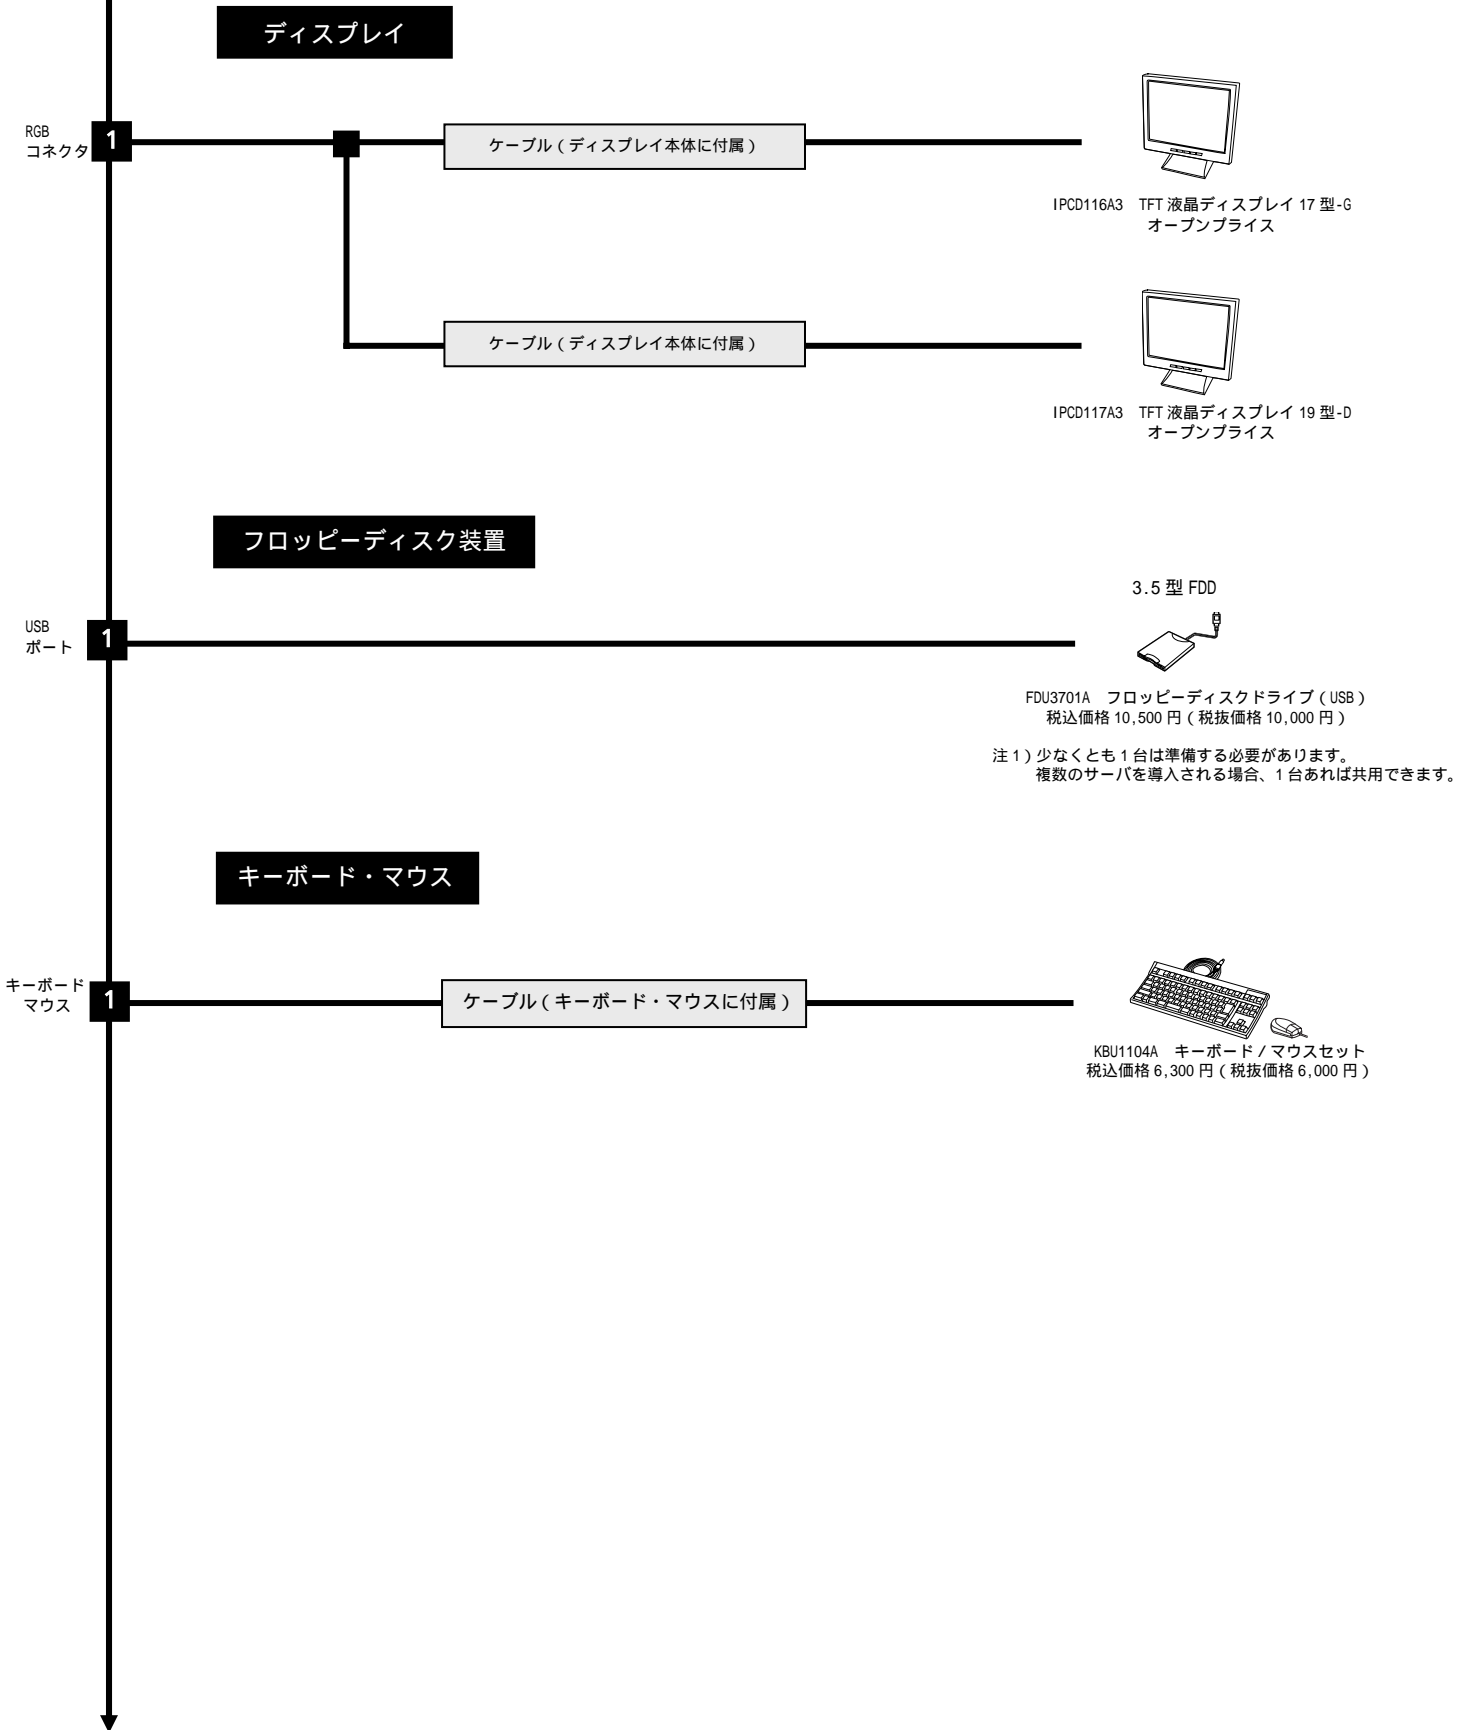 ディスプレイ
RGB
コネクタ
1
ケーブル(ディスプレイ本体に付属)
IPCD116A3 TFT 液晶ディスプレイ 17 型-G
オープンプライス
ケーブル(ディスプレイ本体に付属)
IPCD117A3 TFT 液晶ディスプレイ 19 型-D
オープンプライス
フロッピーディスク装置
3.5 型 FDD
USB
ポート
1
FDU3701A フロッピーディスクドライブ(USB)
税込価格 10,500 円(税抜価格 10,000 円)
注 1)少なくとも 1 台は準備する必要があります。
複数のサーバを導入される場合、1 台あれば共用できます。
キーボード・マウス
キーボード
マウス
1
ケーブル(キーボード・マウスに付属)
KBU1104A キーボード/マウスセット
税込価格 6,300 円(税抜価格 6,000 円)